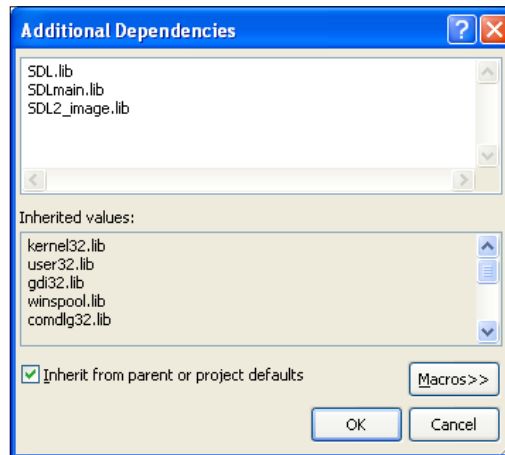 Additional Dependencies
SDL.lib
SDLmain.lib
SDL2_image.lib
Inherited values:
kernel32.lib
user32.lib
gdi32.lib
winspool.lib
comdlg32.lib
Inherit from parent or project defaults
Macros>>
OK
Cancel